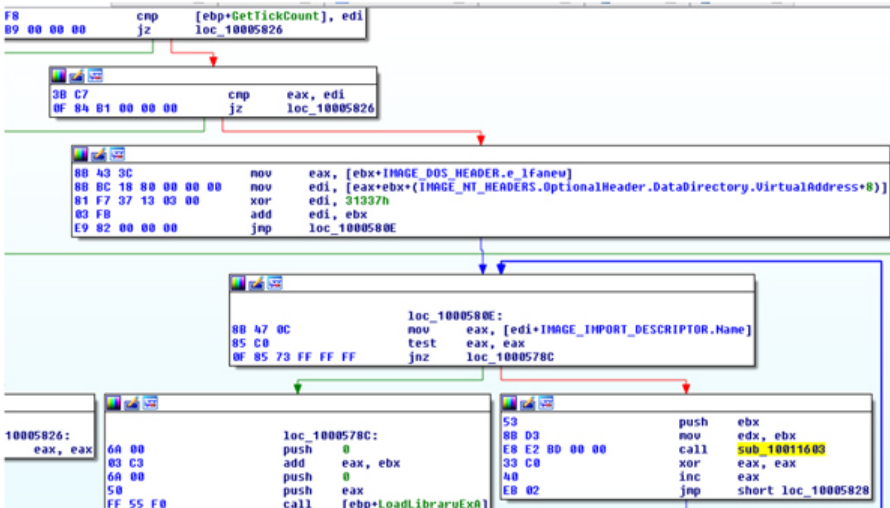 F8 cmp [ebp+GetTickCount], edi
B9 00 00 00 jz loc_10005826
3B C7 cmp eax, edi
0F 84 B1 00 00 00 jz loc_10005826
8B 43 3C mov eax, [ebx+IMAGE_DOS_HEADER.e_lfanew]
8B BC 18 80 00 00 00 mov edi, [eax+ebx+(IMAGE_NT_HEADERS.OptionalHeader.DataDirectory.VirtualAddress+8)]
81 F7 37 13 03 00 xor edi, 31337h
03 FB add edi, ebx
E9 82 00 00 00 jmp loc_1000580E
loc_1000580E:
8B 47 0C mov eax, [edi+IMAGE_IMPORT_DESCRIPTOR.Name]
85 C0 test eax, eax
0F 85 73 FF FF FF jnz loc_1000578C
10005826:
eax, eax
loc_1000578C:
6A 00 push 0
03 C3 add eax, ebx
6A 00 push 0
50 push eax
FF 55 F0 call [ebp+LoadLibraryExA]
53 push ebx
8B D3 mov edx, ebx
E8 E2 BD 00 00 call sub_10011603
33 C0 xor eax, eax
40 inc eax
EB 02 jmp short loc_10005828